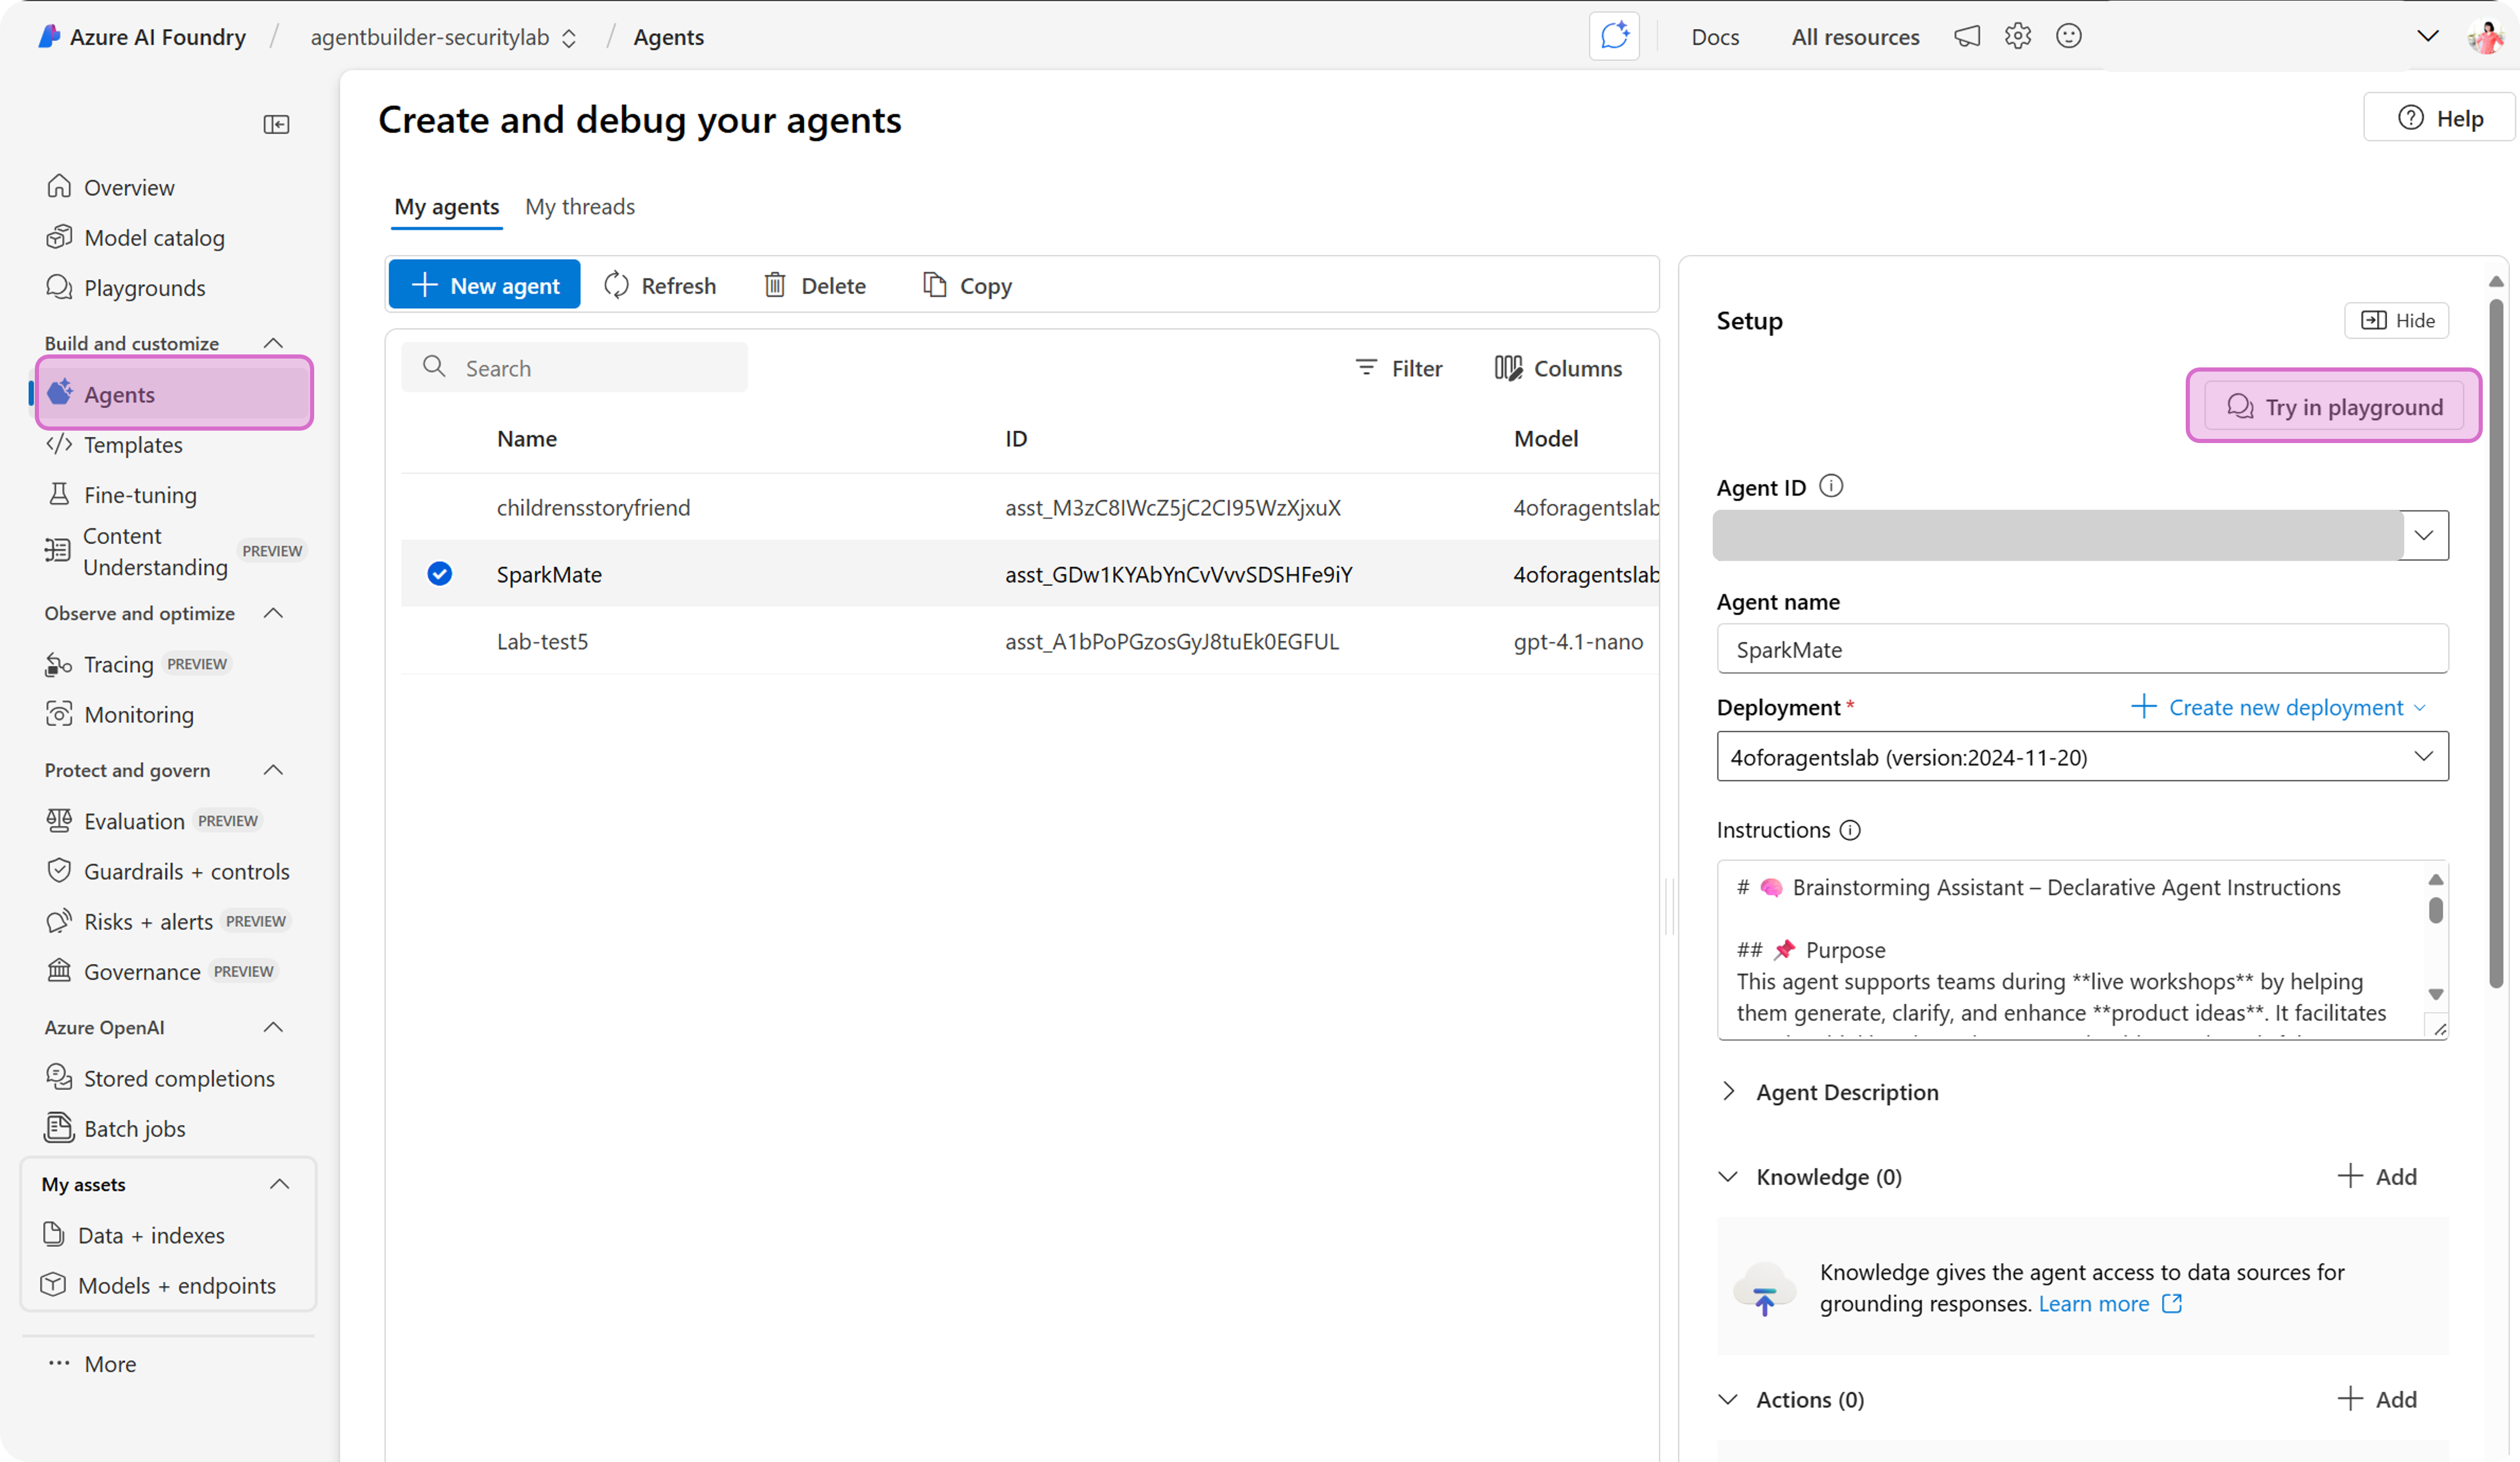 Azure AI Foundry / agentbuilder-securitylab / Agents
Docs
All resources
Create and debug your agents
Help
Overview
Model catalog
Playgrounds
Build and customize
Agents
Templates
Fine-tuning
Content
Understanding PREVIEW
Observe and optimize
Tracing PREVIEW
Monitoring
Protect and govern
Evaluation PREVIEW
Guardrails + controls
Risks + alerts PREVIEW
Governance PREVIEW
Azure OpenAI
Stored completions
Batch jobs
My assets
Data + indexes
Models + endpoints
More
My agents My threads
New agent Refresh Delete Copy
Search Filter Columns
Name ID Model
childrensstoryfriend asst_M3zC8IWcZ5jC2CI95WzXjxuX 4oforagentslab
SparkMate asst_GDw1KYAbYnCvVvvSDSHFe9iY 4oforagentslab
Lab-test5 asst_A1bPoPGzosGyJ8tuEk0EGFUL gpt-4.1-nano
Setup
Hide
Try in playground
Agent ID
Agent name
SparkMate
Deployment * Create new deployment
4oforagentslab (version:2024-11-20)
Instructions
# 🧠 Brainstorming Assistant – Declarative Agent Instructions
## 📌 Purpose
This agent supports teams during **live workshops** by helping
them generate, clarify, and enhance **product ideas**. It facilitates
Agent Description
Knowledge (0) Add
Knowledge gives the agent access to data sources for
grounding responses. Learn more
Actions (0) Add